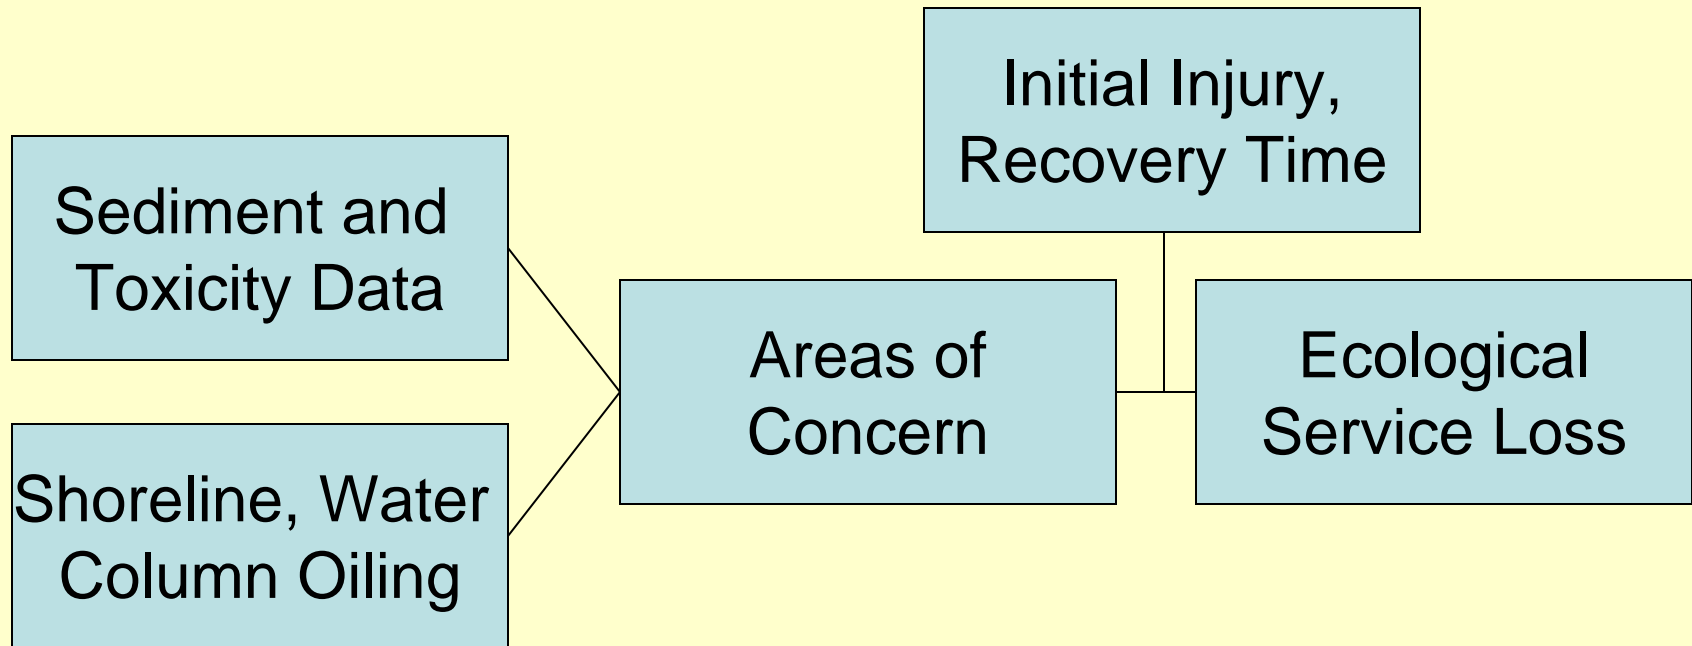 Initial Injury,
Recovery Time
Sediment and
Toxicity Data
Areas of
Concern
Ecological
Service Loss
Shoreline, Water
Column Oiling